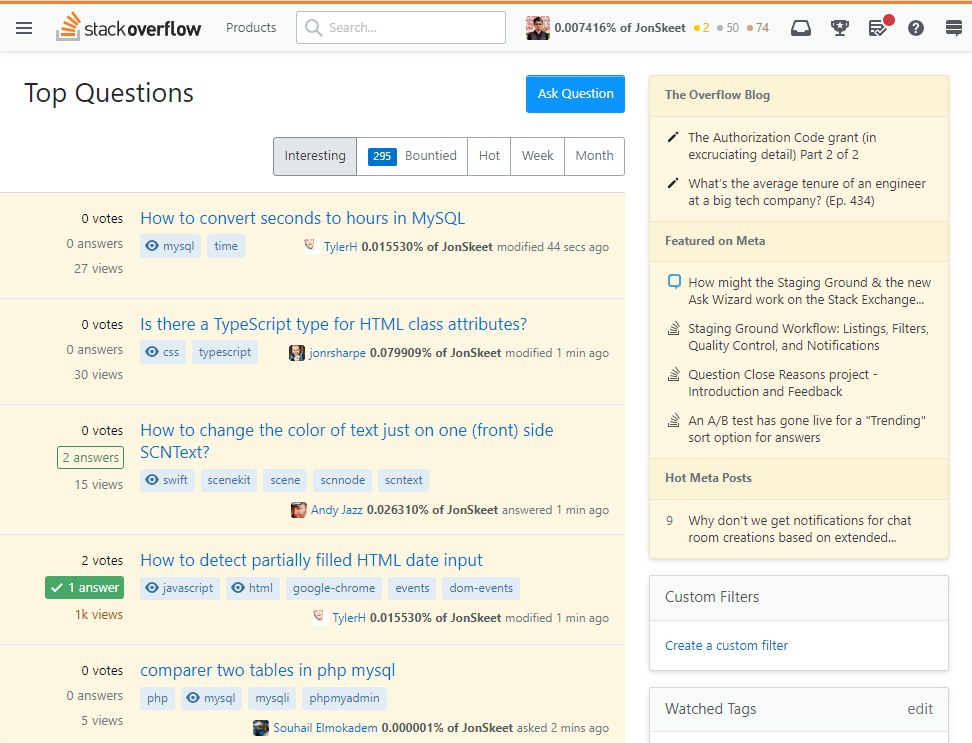 stackoverflow
Products
Search...
0.007416% of JonSkeet
2
50
74
Top Questions
Ask Question
Interesting
295 Bountied
Hot
Week
Month
0 votes
0 answers
27 views
How to convert seconds to hours in MySQL
mysql time
TylerH 0.015530% of JonSkeet modified 44 secs ago
0 votes
0 answers
30 views
Is there a TypeScript type for HTML class attributes?
css typescript
jonrsharpe 0.079909% of JonSkeet modified 1 min ago
0 votes
2 answers
15 views
How to change the color of text just on one (front) side
SCNText?
swift scenekit scene scnnode scntext
Andy Jazz 0.026310% of JonSkeet answered 1 min ago
2 votes
1 answer
1k views
How to detect partially filled HTML date input
javascript html google-chrome events dom-events
TylerH 0.015530% of JonSkeet modified 1 min ago
0 votes
0 answers
5 views
comparer two tables in php mysql
php mysql mysqli phpmyadmin
Souhail Elmokadem 0.000001% of JonSkeet asked 2 mins ago
The Overflow Blog
The Authorization Code grant (in
excruciating detail) Part 2 of 2
What's the average tenure of an engineer
at a big tech company? (Ep. 434)
Featured on Meta
How might the Staging Ground & the new
Ask Wizard work on the Stack Exchange...
Staging Ground Workflow: Listings, Filters,
Quality Control, and Notifications
Question Close Reasons project -
Introduction and Feedback
An A/B test has gone live for a "Trending"
sort option for answers
Hot Meta Posts
9 Why don't we get notifications for chat
room creations based on extended...
Custom Filters
Create a custom filter
Watched Tags
edit